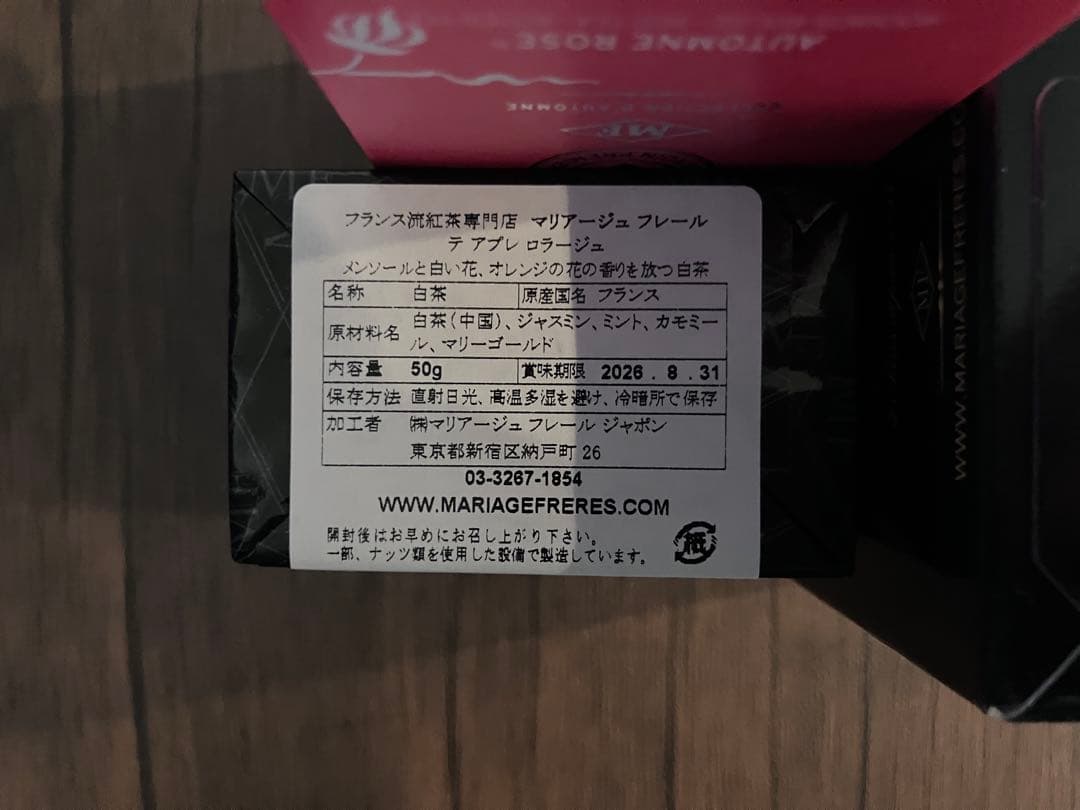 AUTOMNE ROSE™
COLLECTION D'AUTOMNE
MF
フランス流紅茶専門店 マリアージュ フレール
テ アプレ ロラージュ
メンソールと白い花、オレンジの花の香りを放つ白茶
名称 白茶 原産国名 フランス
原材料名 白茶(中国)、ジャスミン、ミント、カモミー
ル、マリーゴールド
内容量 50g 賞味期限 2026 . 8 . 31
保存方法 直射日光、高温多湿を避け、冷暗所で保存
加工者 ㈱マリアージュ フレール ジャポン
東京都新宿区納戸町 26
03-3267-1854
WWW.MARIAGEFRERES.COM
開封後はお早めにお召し上がり下さい。
一部、ナッツ類を使用した設備で製造しています。
紙
WWW.MARIAGEFRERES.CO